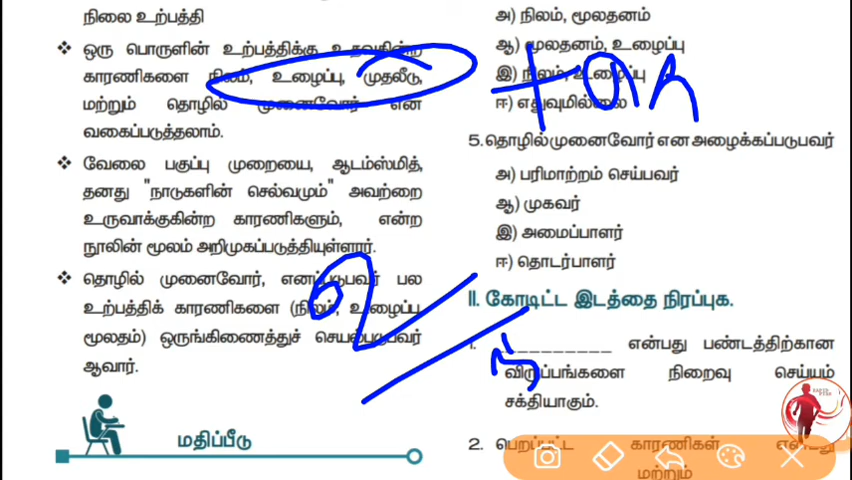 நிலை உற்பத்தி
❖ ஒரு பொருளின் உற்பத்திக்கு உதவுகின்ற
காரணிகளை நிலம், உழைப்பு, முதலீடு,
மற்றும் தொழில் முனைவோர் என
வகைப்படுத்தலாம்.
❖ வேலை பகுப்பு முறையை, ஆடம்ஸ்மித்,
தனது "நாடுகளின் செல்வமும்" அவற்றை
உருவாக்குகின்ற காரணிகளும், என்ற
நூலின் மூலம் அறிமுகப்படுத்தியுள்ளார்.
❖ தொழில் முனைவோர், எனப்படுபவர் பல
உற்பத்திக் காரணிகளை (நிலம், உழைப்பு,
மூலதம்) ஒருங்கிணைத்துச் செயல்படுபவர்
ஆவார்.
மதிப்பீடு
அ) நிலம், மூலதனம்
ஆ) மூலதனம், உழைப்பு
இ) நிலம், உழைப்பு
ஈ) எதுவுமில்லை
5. தொழில்முனைவோர் என அழைக்கப்படுபவர்
அ) பரிமாற்றம் செய்பவர்
ஆ) முகவர்
இ) அமைப்பாளர்
ஈ) தொடர்பாளர்
II. கோடிட்ட இடத்தை நிரப்புக.
1. __________ என்பது பண்டத்திற்கான
விருப்பங்களை நிறைவு செய்யும்
சக்தியாகும்.
2. பெறப்பட்ட காரணிகள் என்பது
மற்றும்